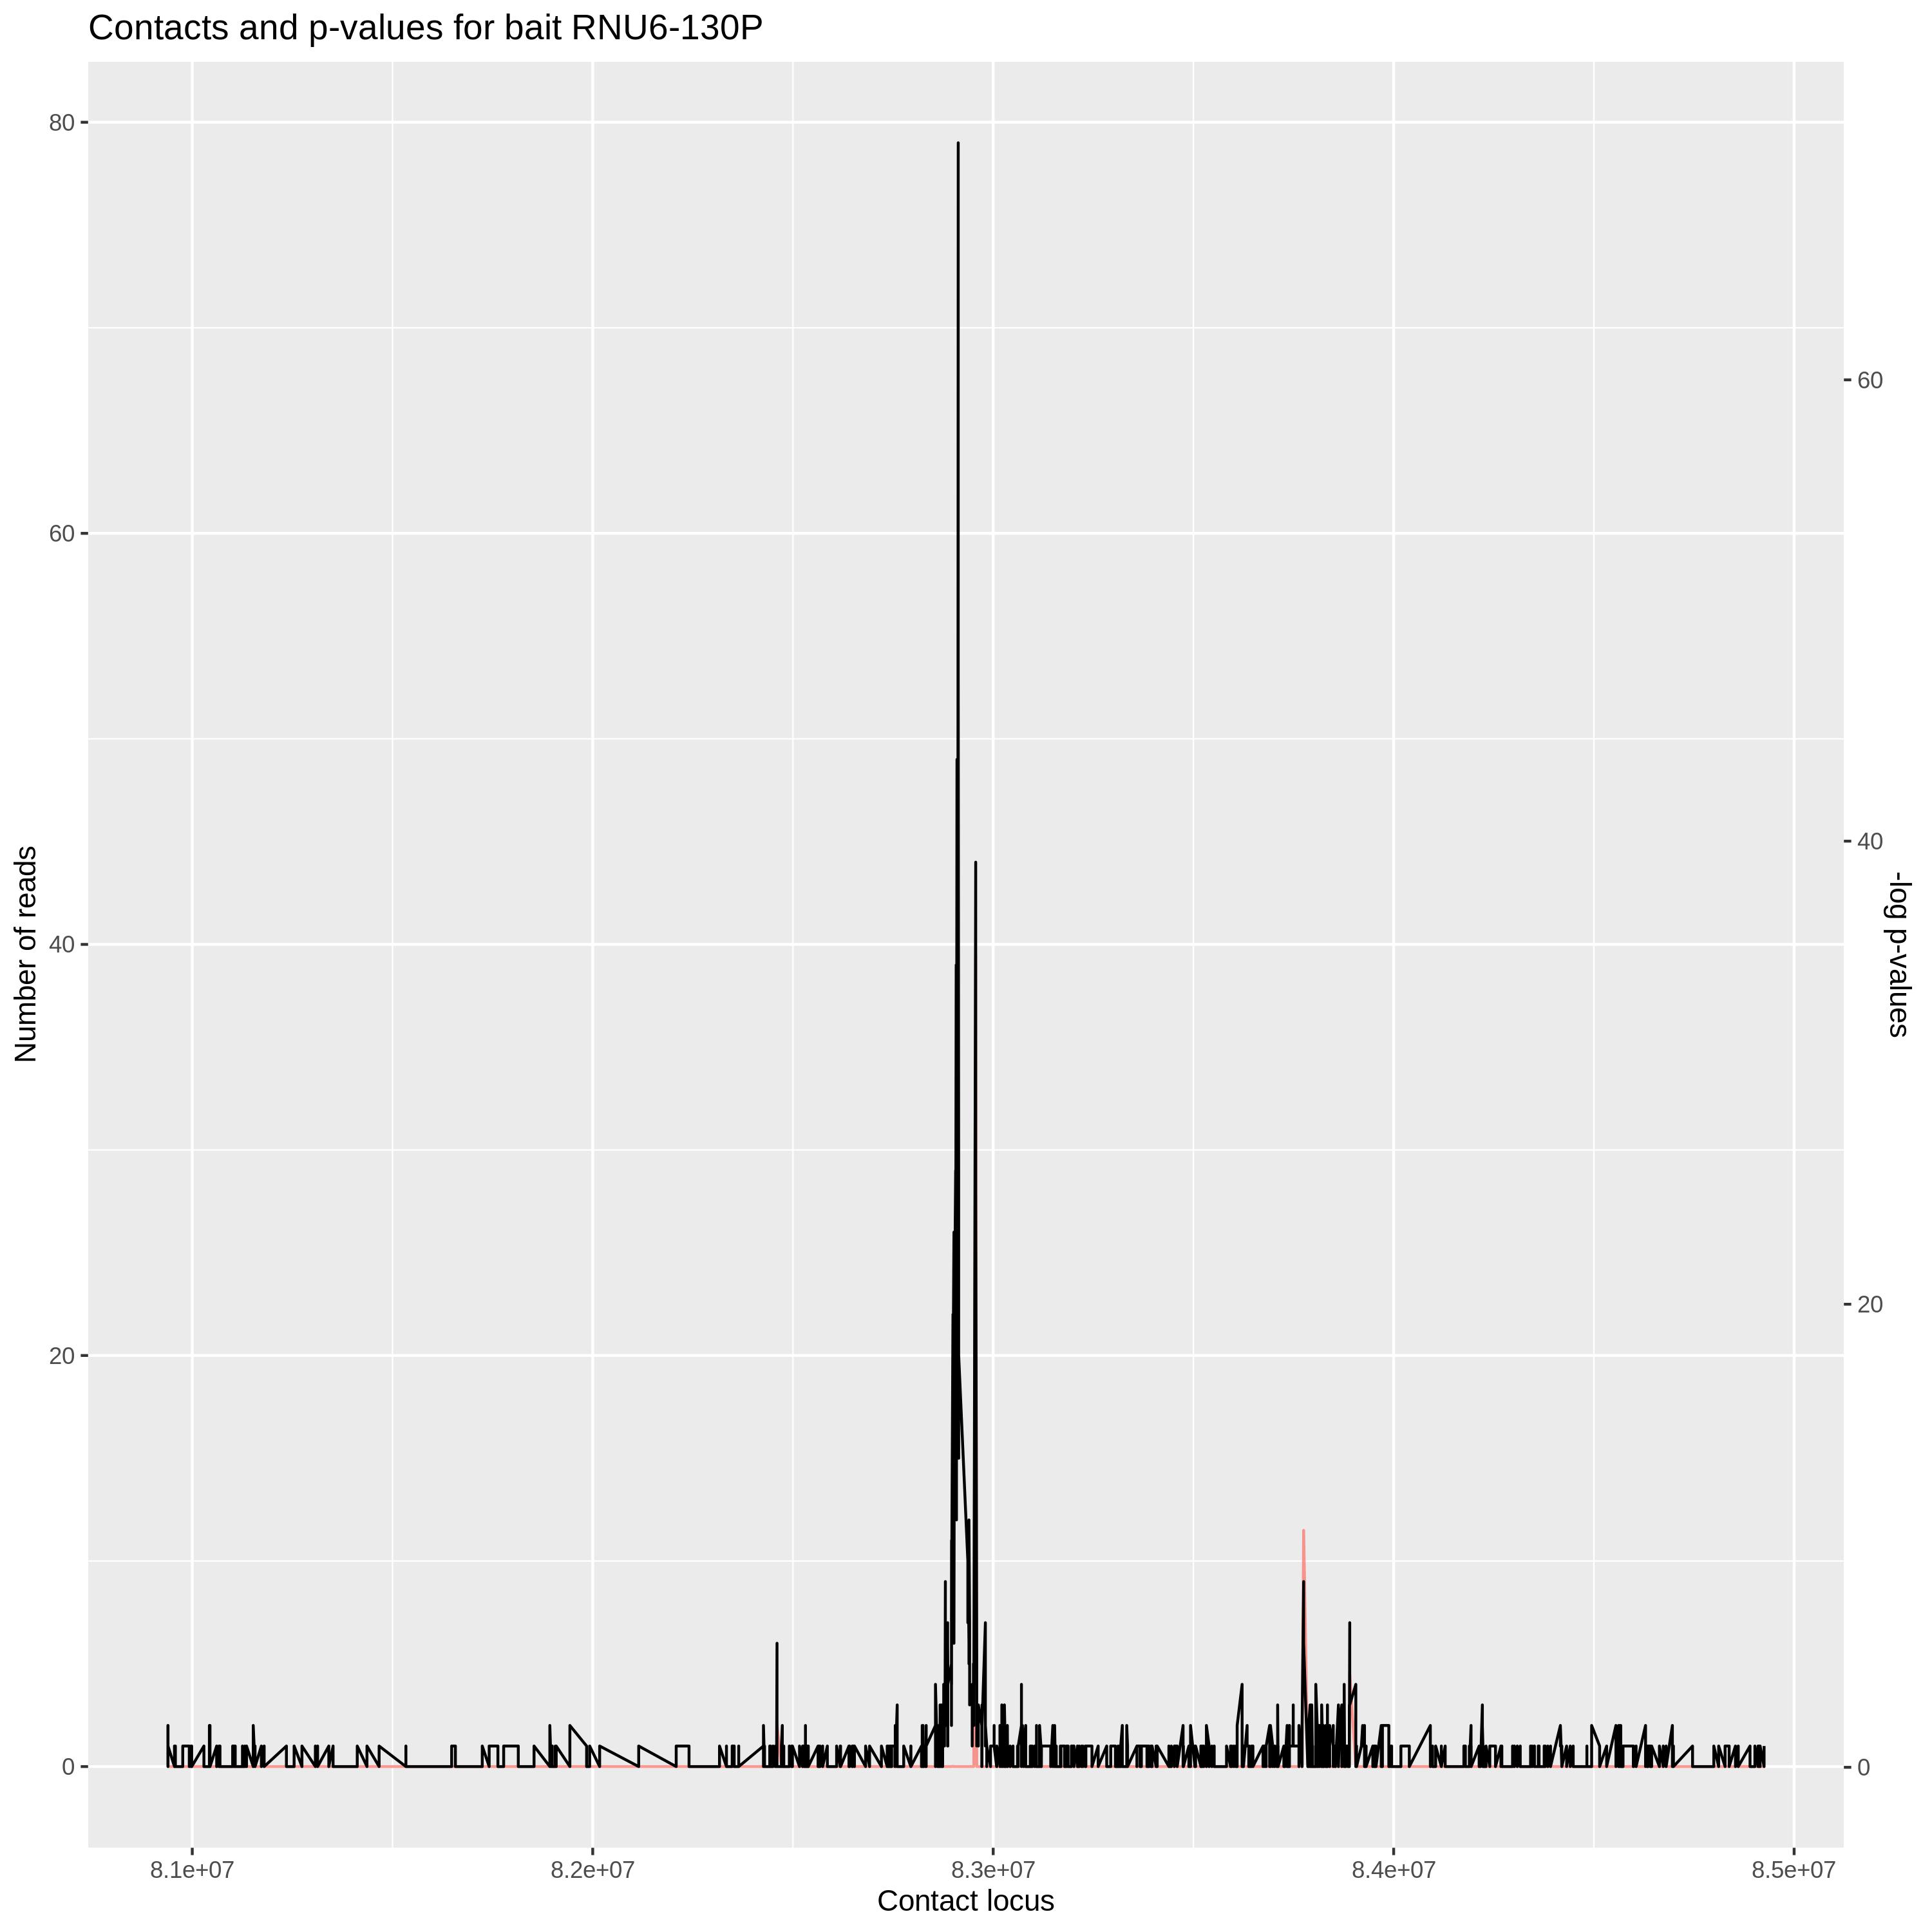 Contacts and p-values for bait RNU6-130P
80
60
40
20
0
Number of reads
60
40
20
0
-log p-values
8.1e+07
8.2e+07
8.3e+07
8.4e+07
8.5e+07
Contact locus